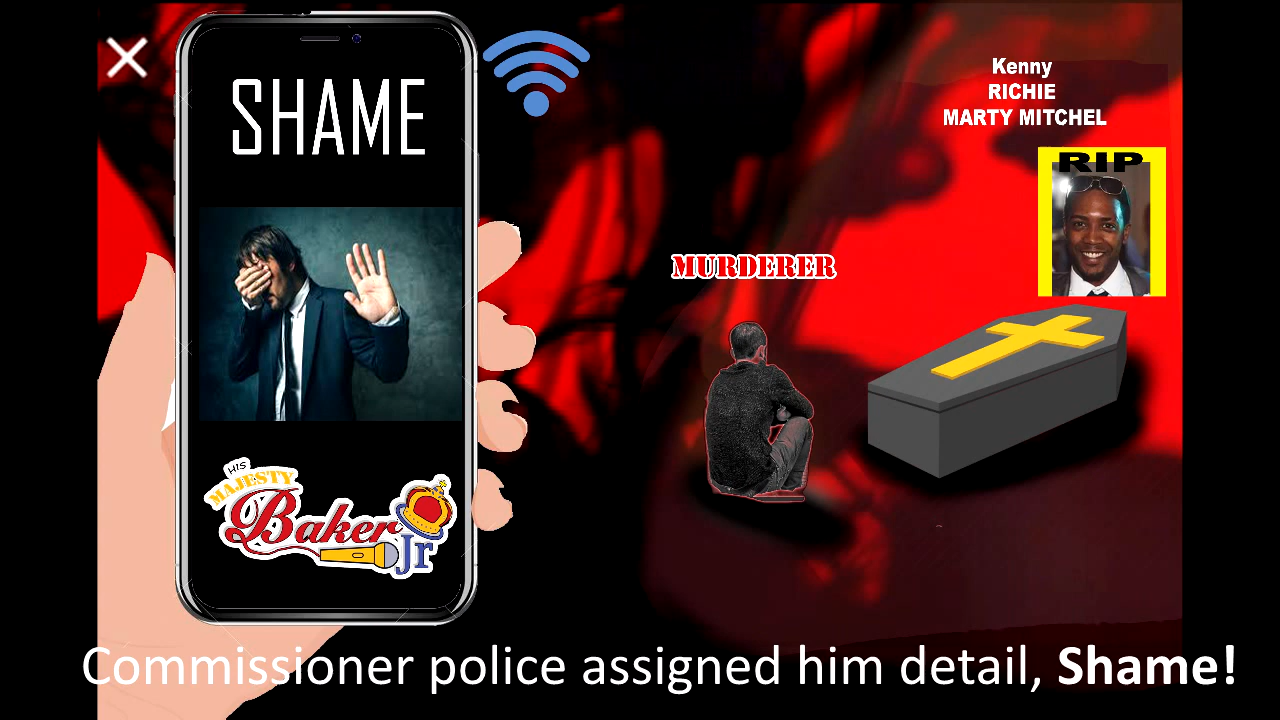 SHAME
HIS
MAJESTY
Baker
Jr
Kenny
RICHIE
MARTY MITCHEL
RIP
MURDERER
Commissioner police assigned him detail, Shame!